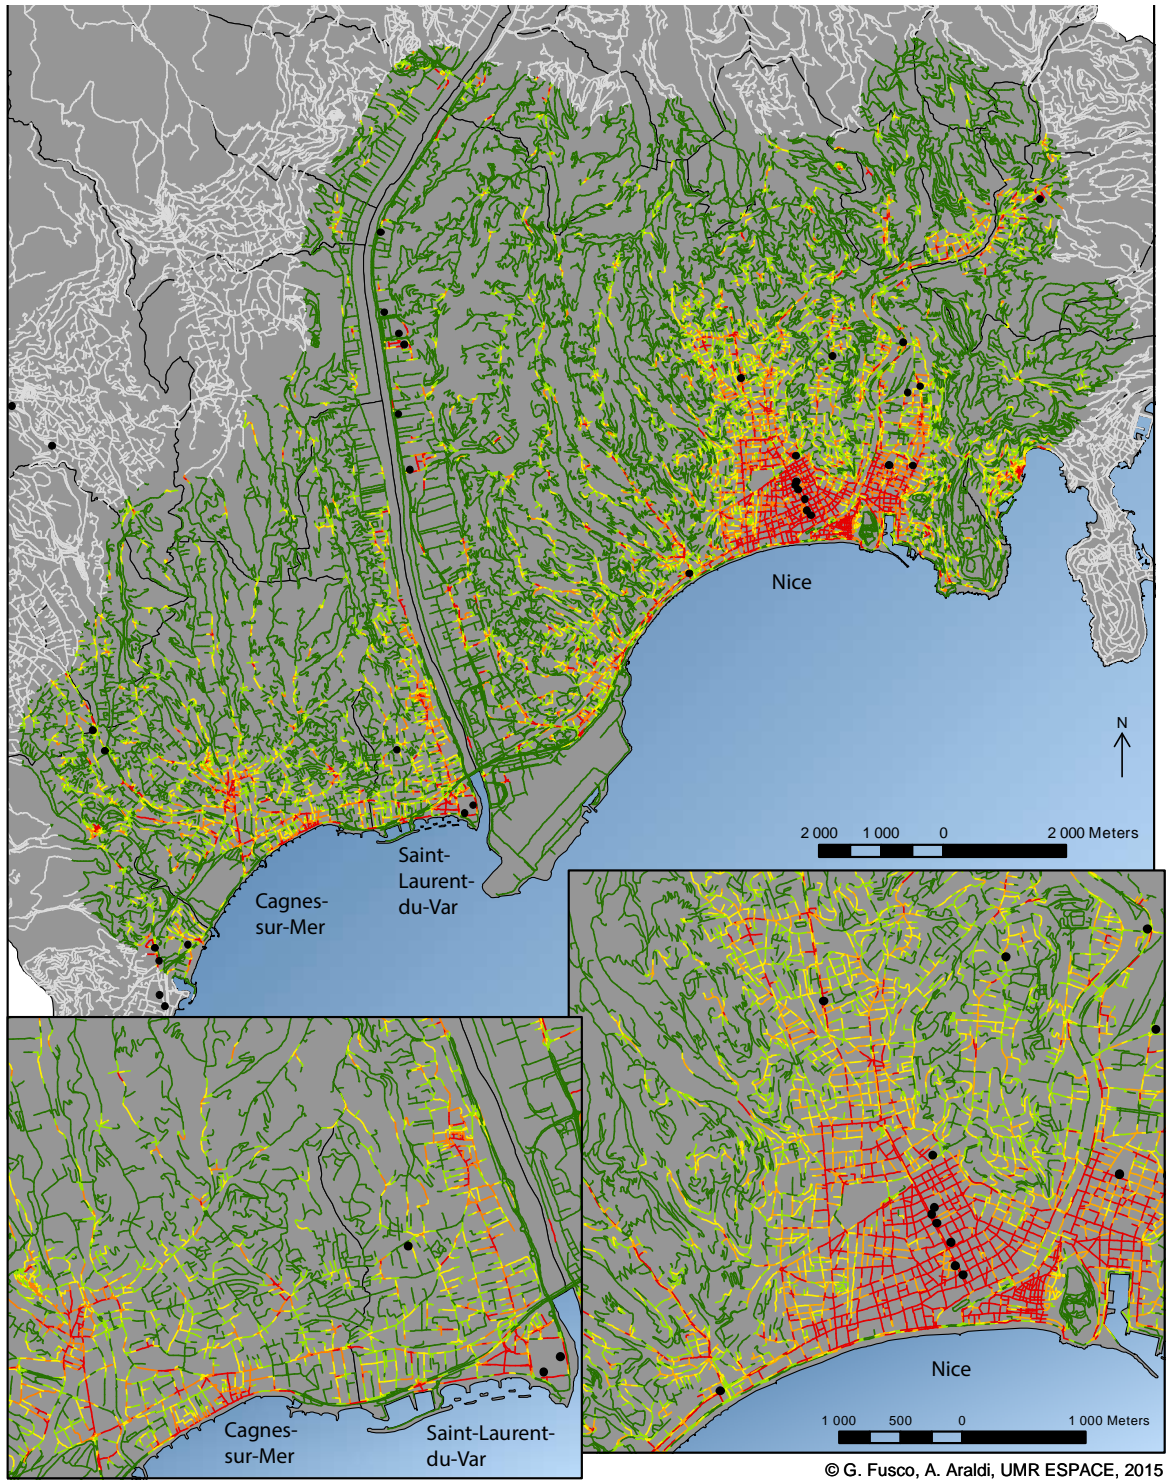 Nice
N
2 000 1 000 0 2 000 Meters
Saint-
Laurent-
du-Var
Cagnes-
sur-Mer
Nice
1 000 500 0 1 000 Meters
Cagnes-
sur-Mer
Saint-Laurent-
du-Var
© G. Fusco, A. Araldi, UMR ESPACE, 2015